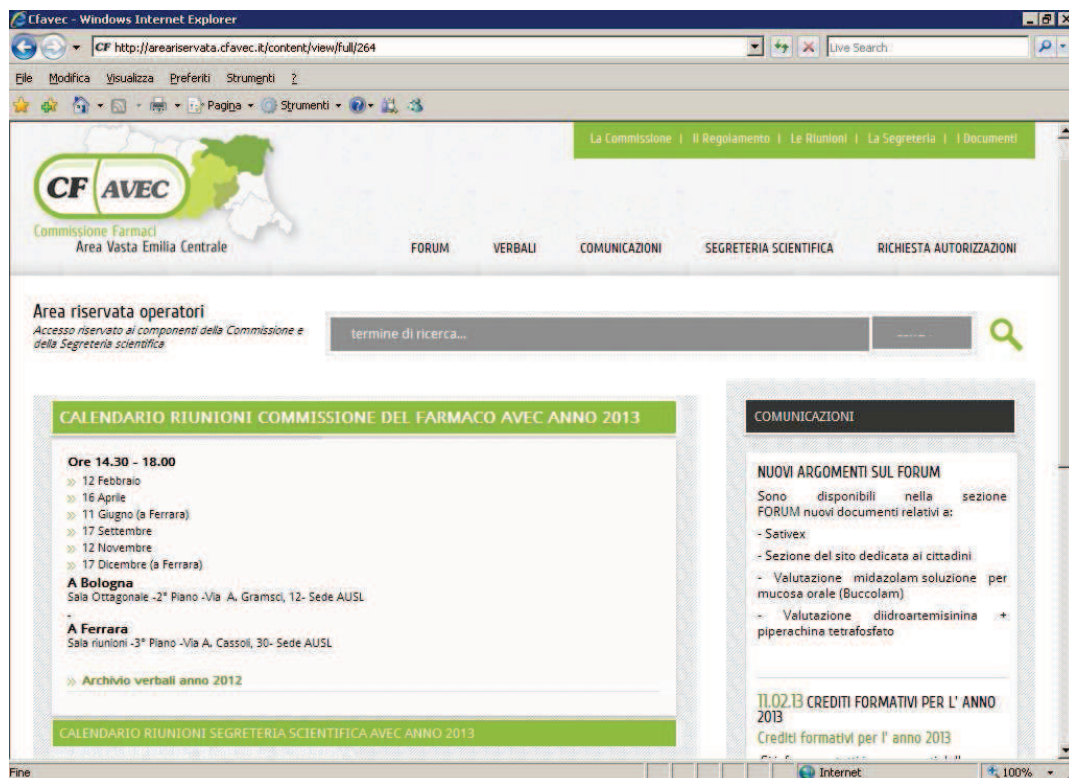 Cfavec - Windows Internet Explorer
CF http://areariservata.cfavec.it/content/view/full/264
Live Search
File Modifica Visualizza Preferiti Strumenti ?
Pagina Strumenti
La Commissione | Il Regolamento | Le Riunioni | La Segreteria | I Documenti
CF AVEC
Commissione Farmaci
Area Vasta Emilia Centrale
FORUM VERBALI COMUNICAZIONI SEGRETERIA SCIENTIFICA RICHIESTA AUTORIZZAZIONI
Area riservata operatori
Accesso riservato ai componenti della Commissione e
della Segreteria scientifica
termine di ricerca...
CALENDARIO RIUNIONI COMMISSIONE DEL FARMACO AVEC ANNO 2013
Ore 14.30 - 18.00
» 12 Febbraio
» 16 Aprile
» 11 Giugno (a Ferrara)
» 17 Settembre
» 12 Novembre
» 17 Dicembre (a Ferrara)
A Bologna
Sala Ottagonale -2° Piano -Via A. Gramsci, 12- Sede AUSL
-
A Ferrara
Sala riunioni -3° Piano -Via A. Cassoli, 30- Sede AUSL
» Archivio verbali anno 2012
CALENDARIO RIUNIONI SEGRETERIA SCIENTIFICA AVEC ANNO 2013
COMUNICAZIONI
NUOVI ARGOMENTI SUL FORUM
Sono disponibili nella sezione
FORUM nuovi documenti relativi a:
- Sativex
- Sezione del sito dedicata ai cittadini
- Valutazione midazolam soluzione per
mucosa orale (Buccolam)
- Valutazione diidroartemisinina +
piperachina tetrafosfato
11.02.13 CREDITI FORMATIVI PER L' ANNO
2013
Crediti formativi per l' anno 2013
Fine
Internet
100%